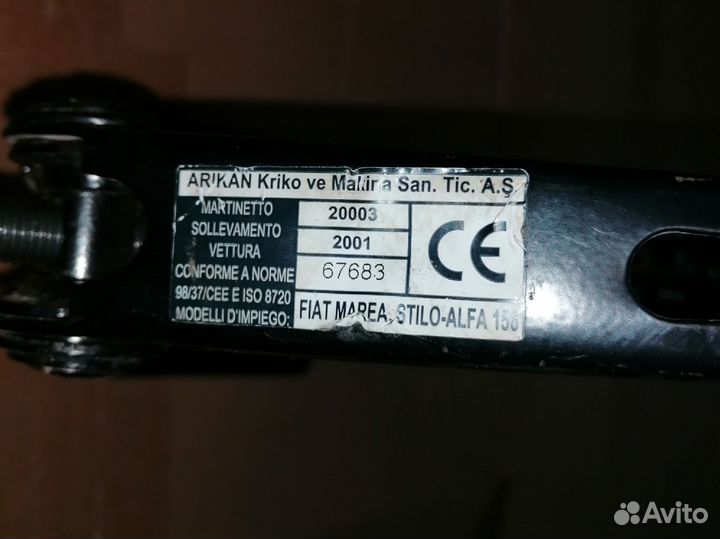 ARIKAN Kriko ve Makina San. Tic. A.Ş
MARTINETTO
SOLLEVAMENTO
VETTURA
CONFORME A NORME
98/37/CEE E ISO 8720
MODELLI D'IMPIEGO:
20003
2001
67683
CE
FIAT MAREA, STILO-ALFA 156
Avito